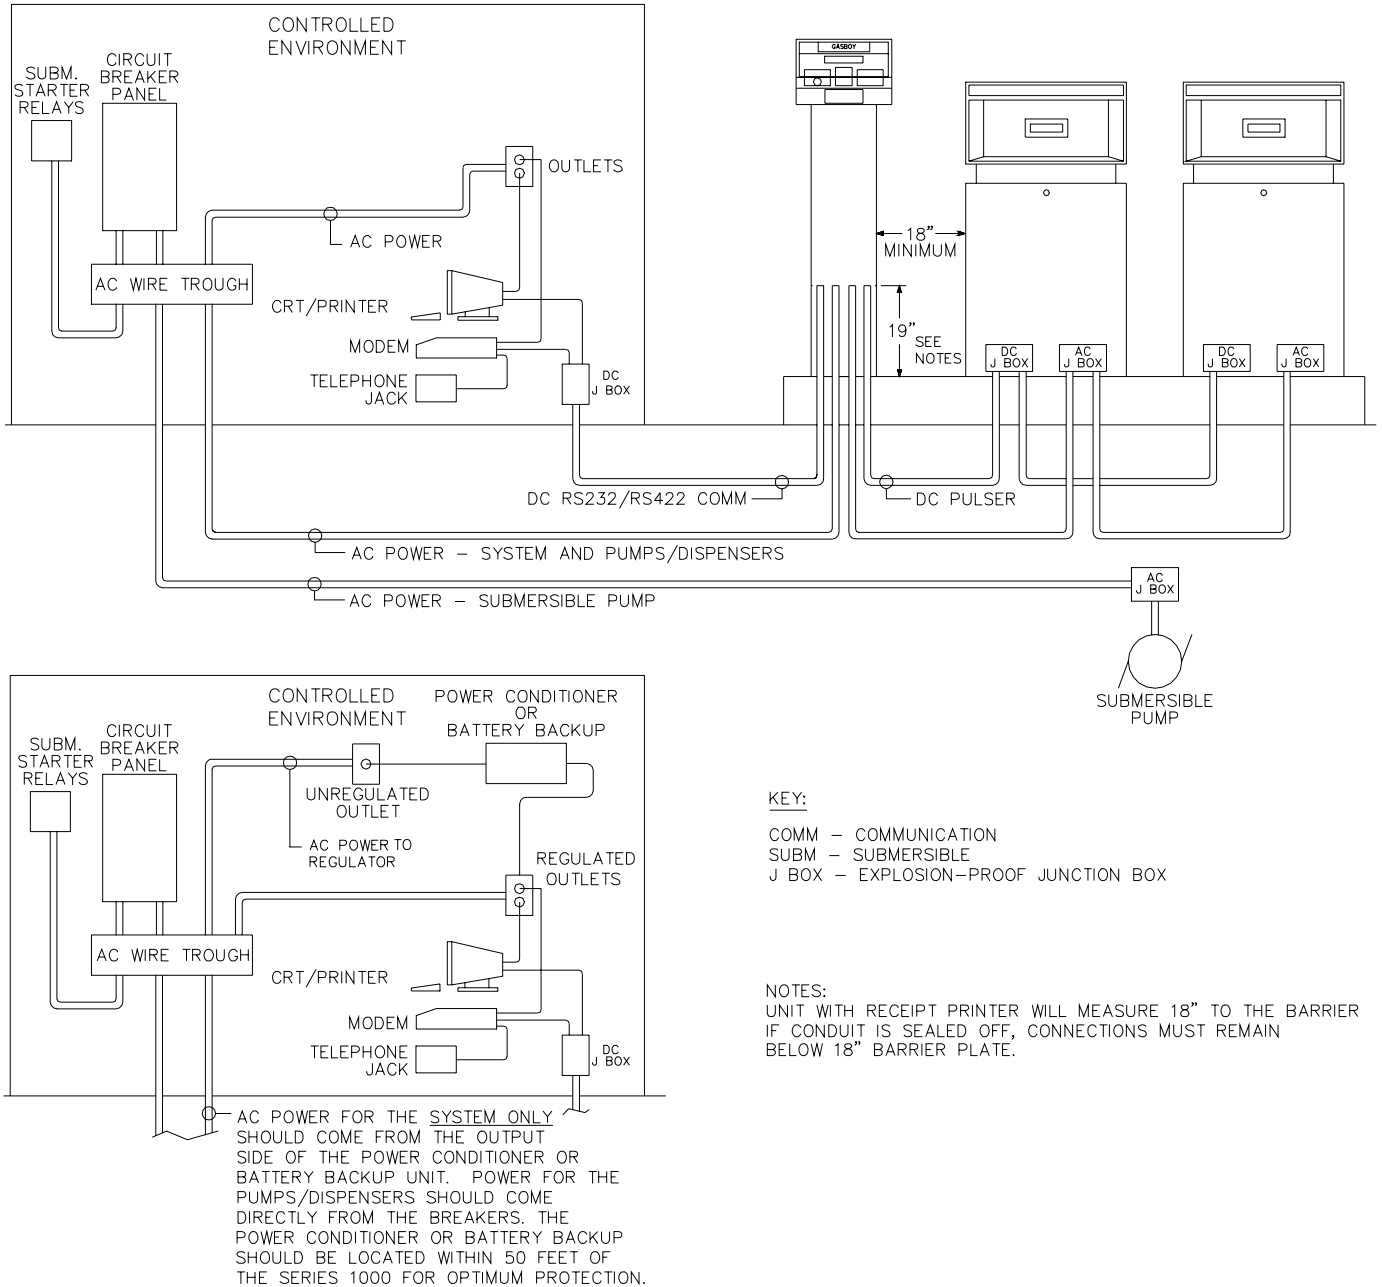 CONTROLLED
ENVIRONMENT
CIRCUIT
BREAKER
PANEL
SUBM.
STARTER
RELAYS
OUTLETS
AC POWER
AC WIRE TROUGH
CRT/PRINTER
MODEM
TELEPHONE
JACK
DC
J BOX
GASBOY
18”
MINIMUM
19”
SEE
NOTES
DC
J BOX
AC
J BOX
DC
J BOX
AC
J BOX
DC RS232/RS422 COMM
DC PULSER
AC POWER – SYSTEM AND PUMPS/DISPENSERS
AC POWER – SUBMERSIBLE PUMP
AC
J BOX
SUBMERSIBLE
PUMP
CONTROLLED
ENVIRONMENT
POWER CONDITIONER
OR
BATTERY BACKUP
CIRCUIT
BREAKER
PANEL
SUBM.
STARTER
RELAYS
UNREGULATED
OUTLET
AC POWER TO
REGULATOR
REGULATED
OUTLETS
AC WIRE TROUGH
CRT/PRINTER
MODEM
TELEPHONE
JACK
DC
J BOX
AC POWER FOR THE SYSTEM ONLY
SHOULD COME FROM THE OUTPUT
SIDE OF THE POWER CONDITIONER OR
BATTERY BACKUP UNIT. POWER FOR THE
PUMPS/DISPENSERS SHOULD COME
DIRECTLY FROM THE BREAKERS. THE
POWER CONDITIONER OR BATTERY BACKUP
SHOULD BE LOCATED WITHIN 50 FEET OF
THE SERIES 1000 FOR OPTIMUM PROTECTION.
KEY:
COMM – COMMUNICATION
SUBM – SUBMERSIBLE
J BOX – EXPLOSION–PROOF JUNCTION BOX
NOTES:
UNIT WITH RECEIPT PRINTER WILL MEASURE 18” TO THE BARRIER
IF CONDUIT IS SEALED OFF, CONNECTIONS MUST REMAIN
BELOW 18” BARRIER PLATE.